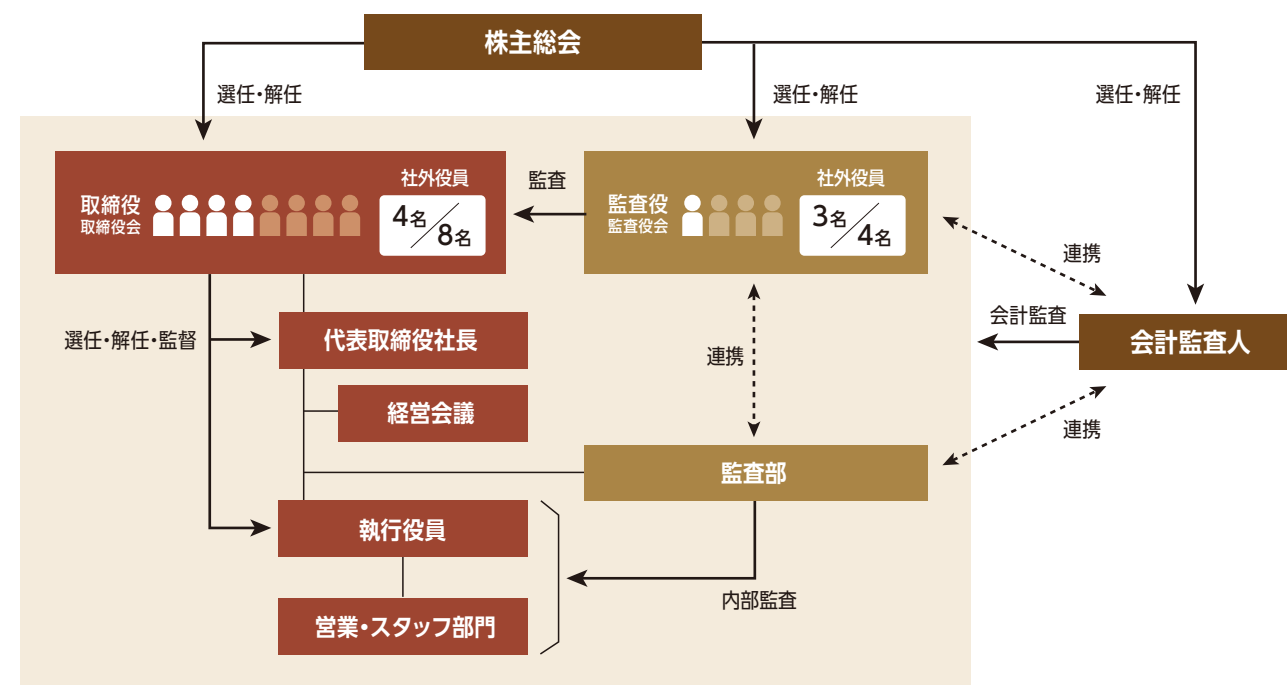 株主総会
選任・解任
選任・解任
選任・解任
取締役
取締役会
社外役員
4名／8名
監査
監査役
監査役会
社外役員
3名／4名
連携
選任・解任・監督
代表取締役社長
連携
会計監査
会計監査人
経営会議
連携
監査部
執行役員
内部監査
営業・スタッフ部門